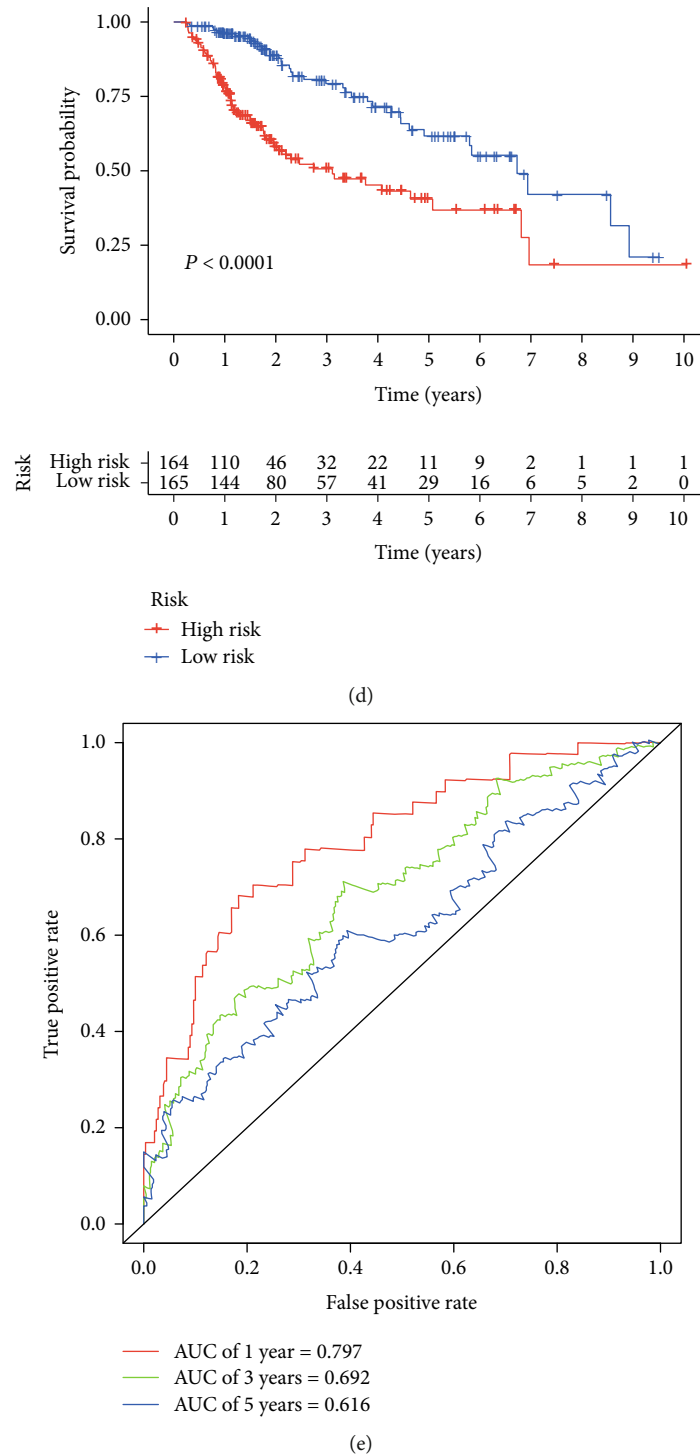 1.00
0.75
0.50
0.25
0.00
Survival probability
P < 0.0001
0 1 2 3 4 5 6 7 8 9 10
Time (years)
Risk
High risk 164 110 46 32 22 11 9 2 1 1 1
Low risk 165 144 80 57 41 29 16 6 5 2 0
0 1 2 3 4 5 6 7 8 9 10
Time (years)
Risk
High risk
Low risk
(d)
1.0
0.8
0.6
0.4
0.2
0.0
True positive rate
0.0 0.2 0.4 0.6 0.8 1.0
False positive rate
AUC of 1 year = 0.797
AUC of 3 years = 0.692
AUC of 5 years = 0.616
(e)